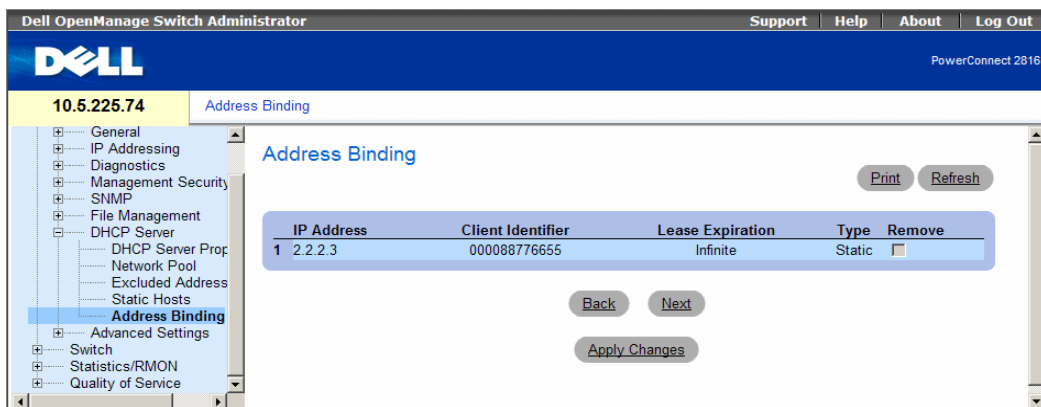 Dell OpenManage Switch Administrator Support Help About Log Out
DELL
PowerConnect 2816
10.5.225.74 Address Binding
General
IP Addressing
Diagnostics
Management Security
SNMP
File Management
DHCP Server
DHCP Server Prop
Network Pool
Excluded Address
Static Hosts
Address Binding
Advanced Settings
Switch
Statistics/RMON
Quality of Service
Address Binding
Print Refresh
IP Address Client Identifier Lease Expiration Type Remove
1 2.2.2.3 000088776655 Infinite Static
Back Next
Apply Changes